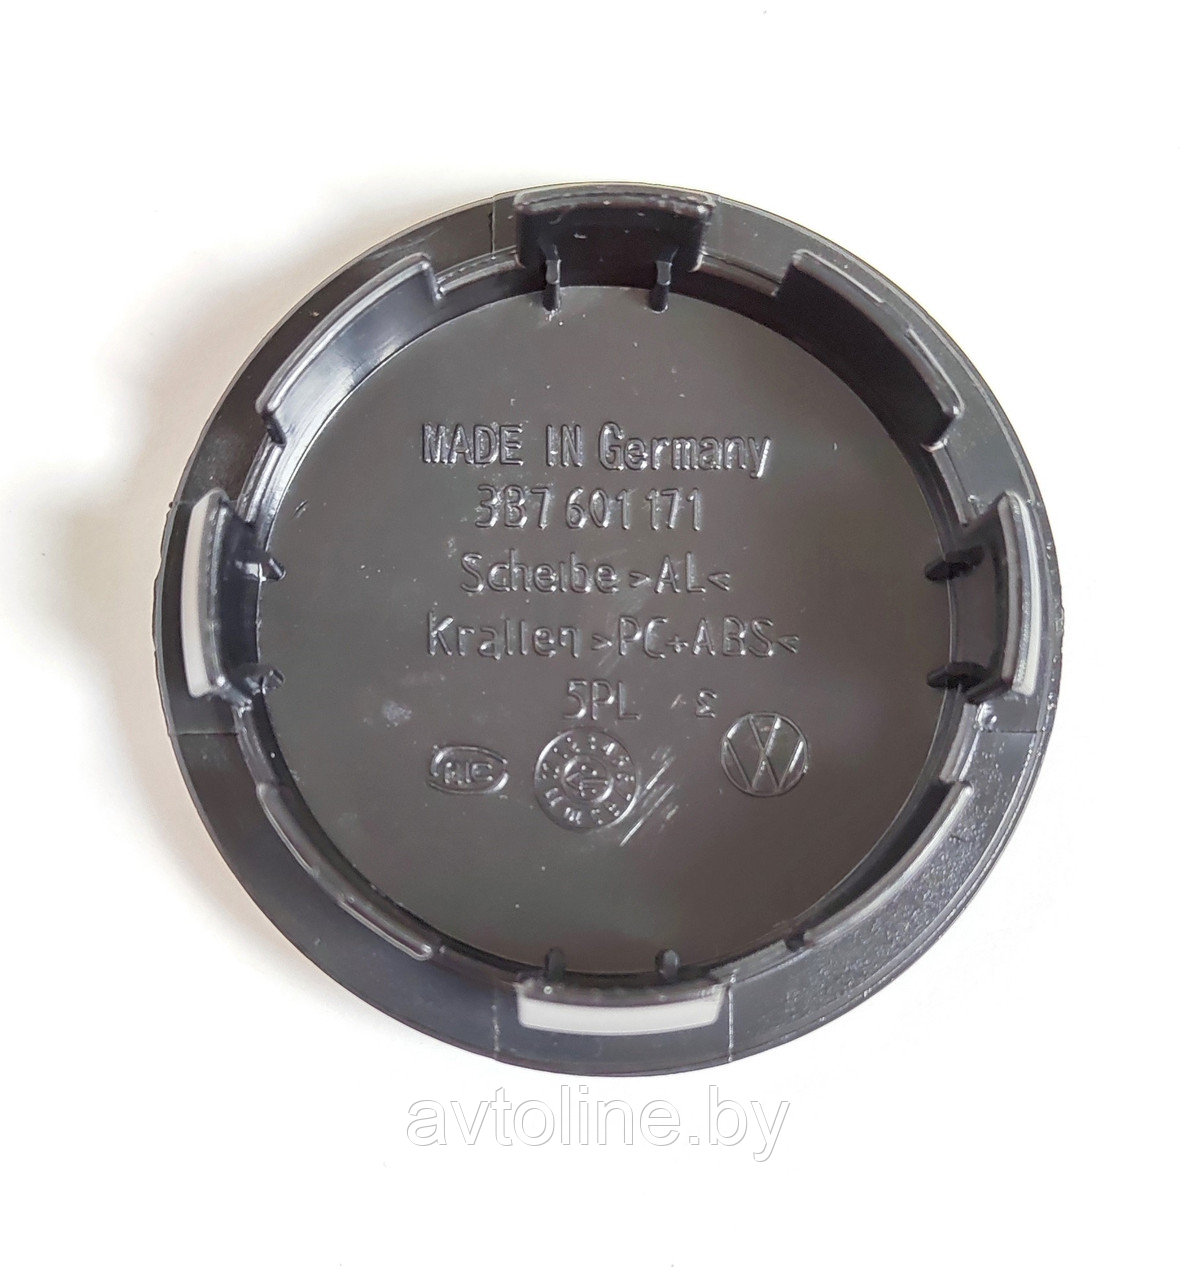 MADE IN Germany
3B7 601 171
Scheibe >AL<
Krallen >PC+ABS<
5PL
avtoline.by